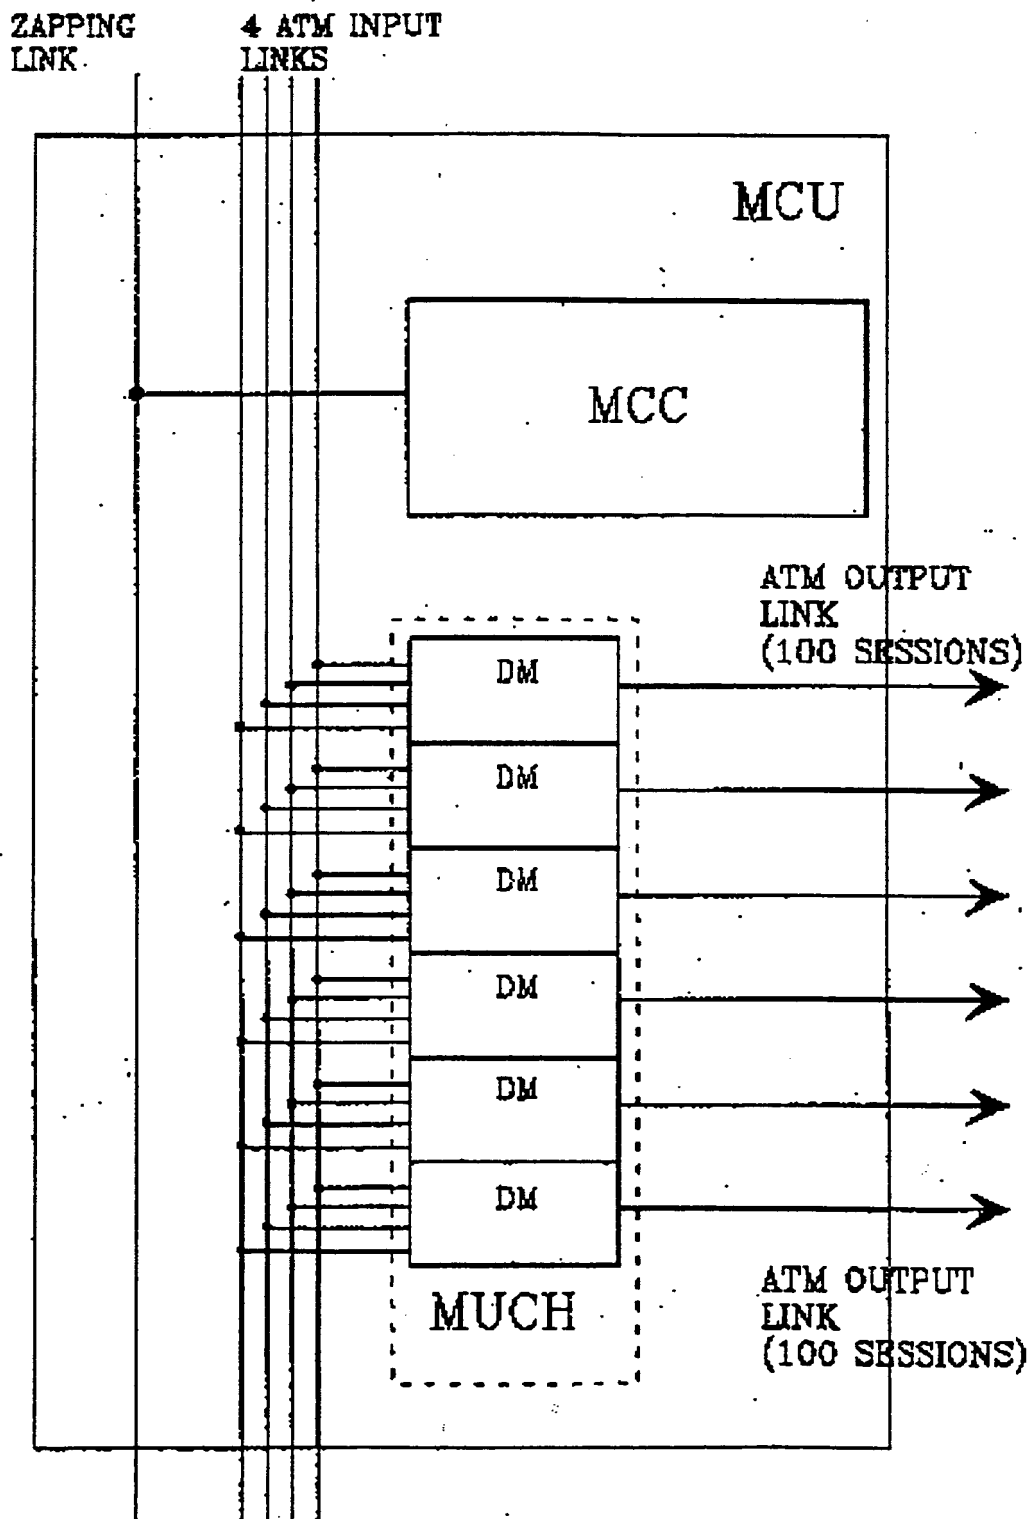 ZAPPING
LINK
4 ATM INPUT
LINKS
MCU
MCC
ATM OUTPUT
LINK
(100 SESSIONS)
DM
DM
DM
DM
DM
DM
MUCH
ATM OUTPUT
LINK
(100 SESSIONS)